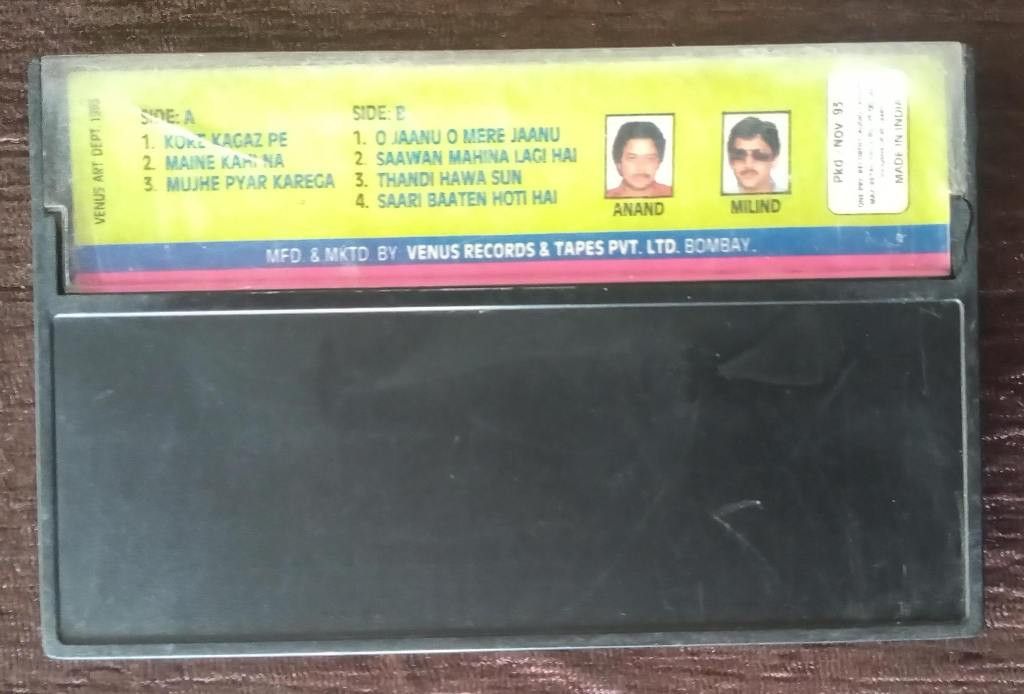 VENUS ART DEPT. 1993
SIDE: A
1. KORE KAGAZ PE
2. MAINE KAHI NA
3. MUJHE PYAR KAREGA
SIDE: B
1. O JAANU O MERE JAANU
2. SAAWAN MAHINA LAGI HAI
3. THANDI HAWA SUN
4. SAARI BAATEN HOTI HAI
ANAND
MILIND
Pkd Nov 93
MADE IN INDIA
MFD. & MKTD BY VENUS RECORDS & TAPES PVT. LTD. BOMBAY.